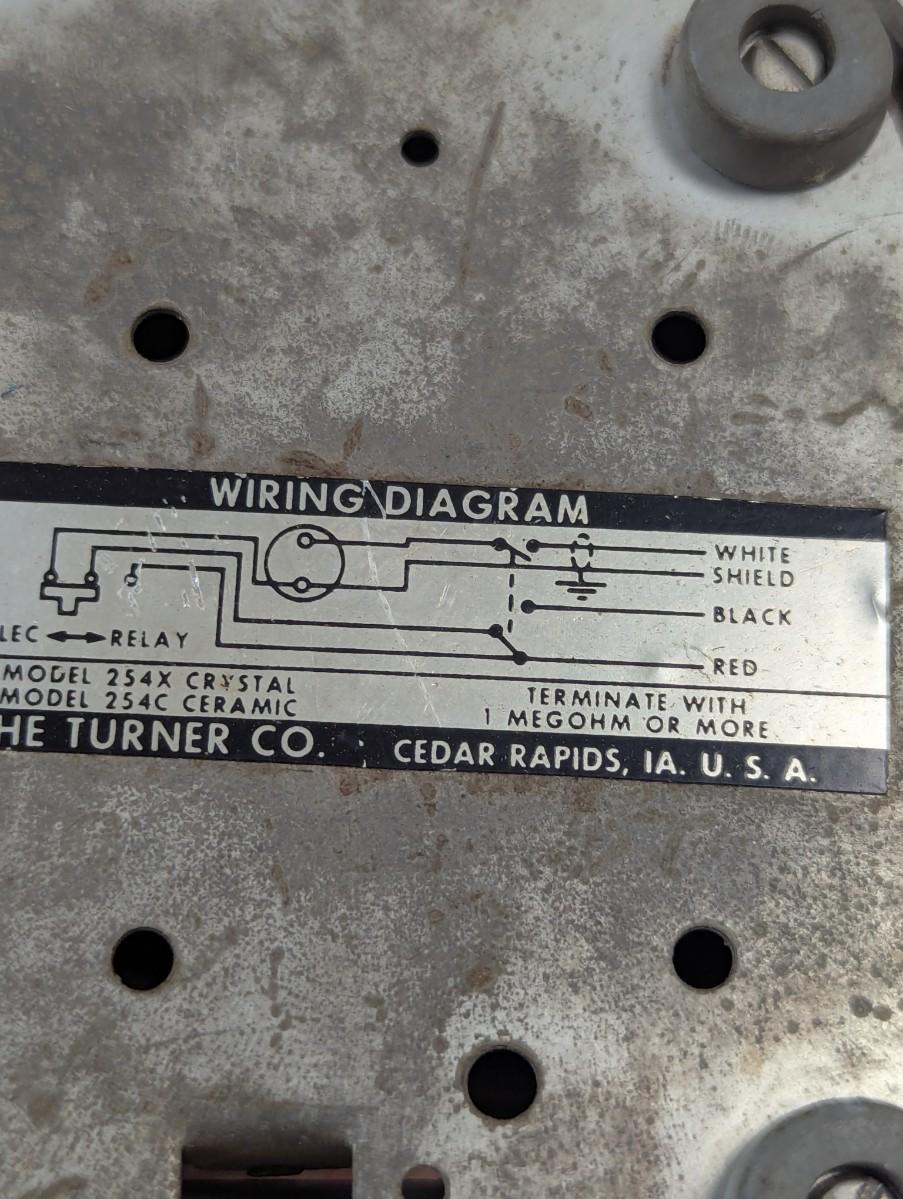 WIRING DIAGRAM
WHITE
SHIELD
BLACK
LEC RELAY
RED
MODEL 254X CRYSTAL
MODEL 254C CERAMIC
TERMINATE WITH
1 MEGOHM OR MORE
HE TURNER CO. CEDAR RAPIDS, IA. U. S. A.